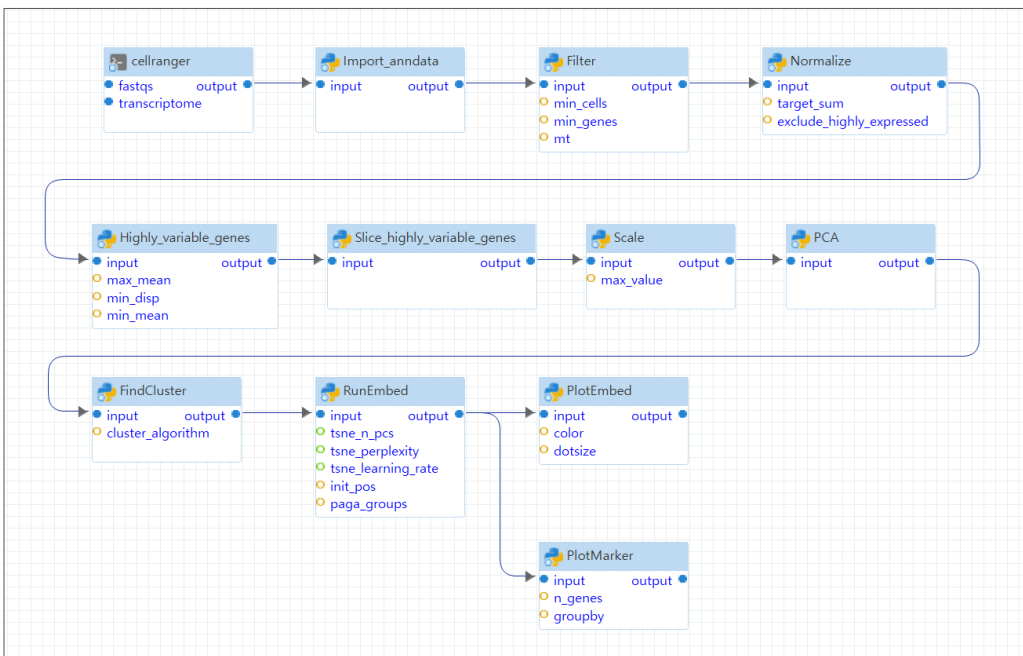 cellranger
fastqs output
transcriptome
Import_anndata
input output
Filter
input output
min_cells
min_genes
mt
Normalize
input output
target_sum
exclude_highly_expressed
Highly_variable_genes
input output
max_mean
min_disp
min_mean
Slice_highly_variable_genes
input output
Scale
input output
max_value
PCA
input output
FindCluster
input output
cluster_algorithm
RunEmbed
input output
tsne_n_pcs
tsne_perplexity
tsne_learning_rate
init_pos
paga_groups
PlotEmbed
input output
color
dotsize
PlotMarker
input output
n_genes
groupby